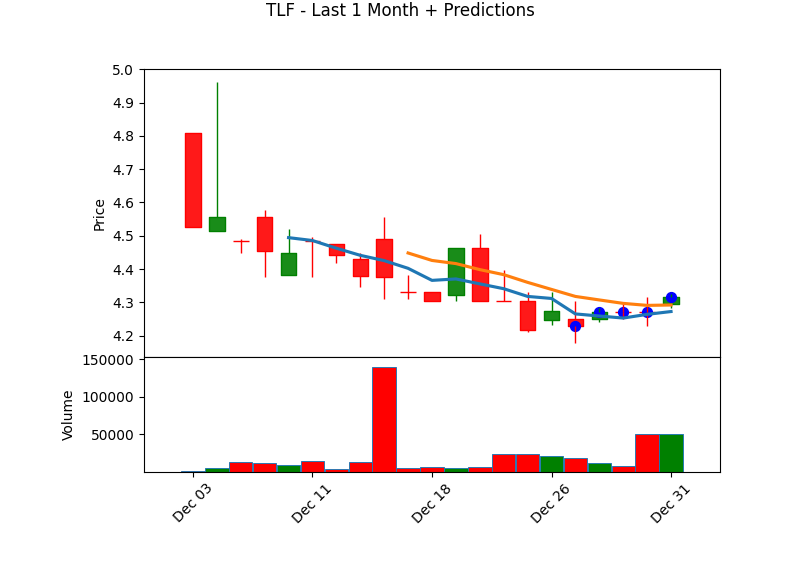 TLF - Last 1 Month + Predictions
5.0
4.9
4.8
4.7
4.6
4.5
4.4
4.3
4.2
Price
150000
100000
50000
Volume
Dec 03
Dec 11
Dec 18
Dec 26
Dec 31